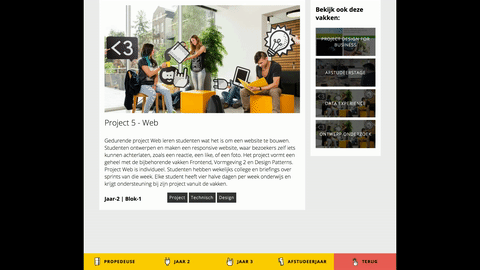 Bekijk ook deze
vakken:
<3
PROJECT DESIGN FOR
BUSINESS
AFSTUDEERSTAGE
DATA EXPERIENCE
ONTWERP ONDERZOEK
Project 5 - Web
Gedurende project Web leren studenten wat het is om een website te bouwen.
Studenten ontwerpen en maken een responsive website, waar bezoekers zelf iets
kunnen achterlaten, zoals een reactie, een like, of een foto. Het project vormt een
geheel met de bijbehorende vakken Frontend, Vormgeving 2 en Design Patterns.
Project Web is individueel. Studenten hebben wekelijks college en briefings over
sprints van die week. Elke student heeft vier halve dagen per week onderwijs en
krijgt ondersteuning bij zijn project vanuit de vakken.
Jaar-2 | Blok-1
Project Technisch Design
PROPEDEUSE JAAR 2 JAAR 3 AFSTUDEERJAAR TERUG